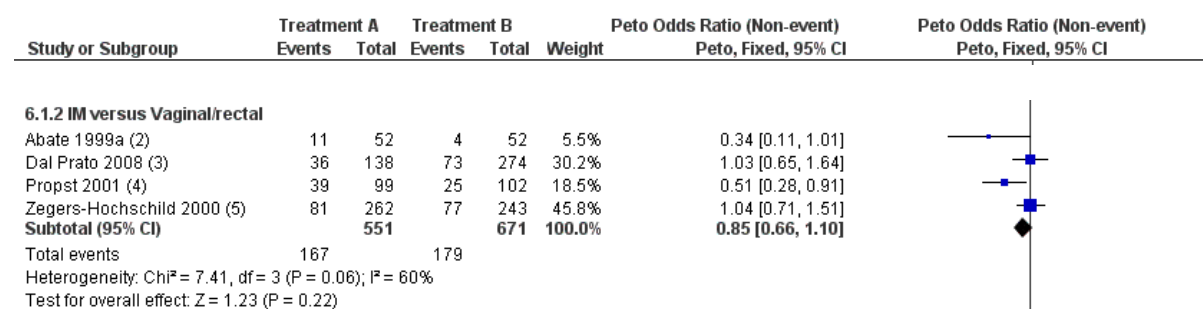 Treatment A Treatment B Peto Odds Ratio (Non-event) Peto Odds Ratio (Non-event)
Study or Subgroup Events Total Events Total Weight Peto, Fixed, 95% CI Peto, Fixed, 95% CI
6.1.2 IM versus Vaginal/rectal
Abate 1999a (2) 11 52 4 52 5.5% 0.34 [0.11, 1.01]
Dal Prato 2008 (3) 36 138 73 274 30.2% 1.03 [0.65, 1.64]
Propst 2001 (4) 39 99 25 102 18.5% 0.51 [0.28, 0.91]
Zegers-Hochschild 2000 (5) 81 262 77 243 45.8% 1.04 [0.71, 1.51]
Subtotal (95% CI) 551 671 100.0% 0.85 [0.66, 1.10]
Total events 167 179
Heterogeneity: Chi² = 7.41, df = 3 (P = 0.06); I² = 60%
Test for overall effect: Z = 1.23 (P = 0.22)